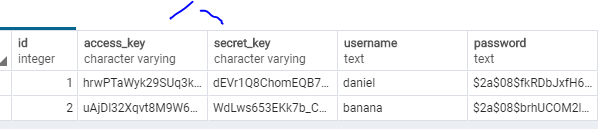 id access_key secret_key username password
integer character varying character varying text text
1 hrwPTaWyk29SUq3k... dEVr1Q8ChomEQB7... daniel $2a$08$fkRDbJxfH6...
2 uAjDl32Xqvt8M9W6... WdLws653EKk7b_C... banana $2a$08$brhUCOM2I...